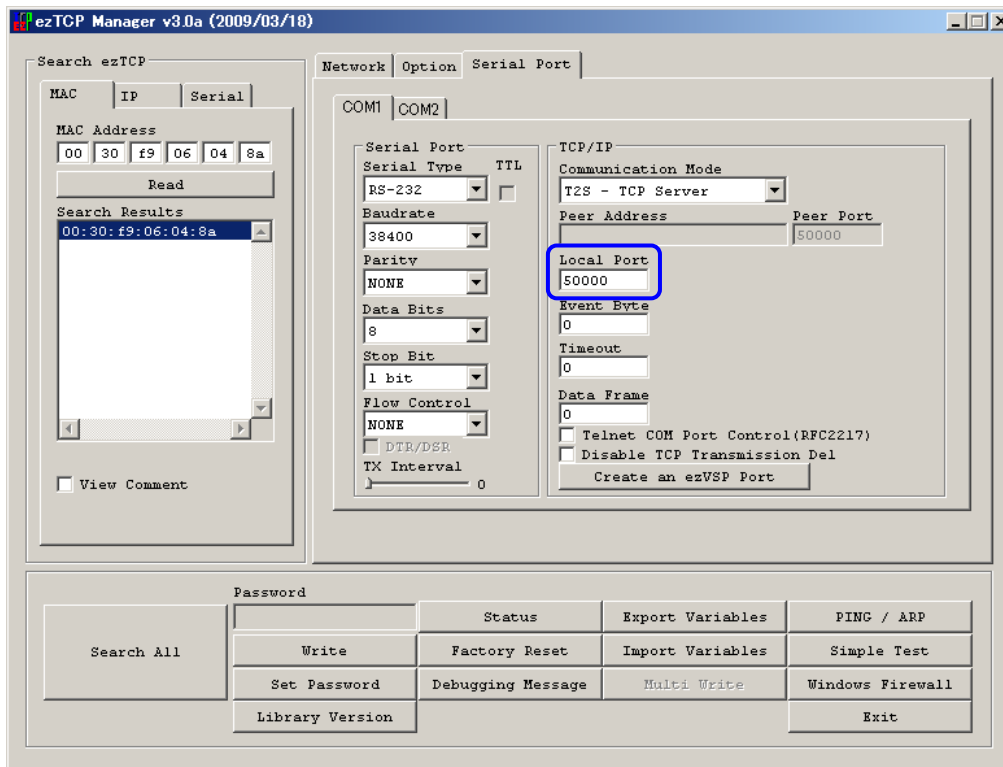 ezTCP Manager v3.0a (2009/03/18)
Search ezTCP
MAC IP Serial
MAC Address
00 30 f9 06 04 8a
Read
Search Results
00:30:f9:06:04:8a
View Comment
Network Option Serial Port
COM1 COM2
Serial Port
Serial Type TTL
RS-232
Baudrate
38400
Parity
NONE
Data Bits
8
Stop Bit
1 bit
Flow Control
NONE
DTR/DSR
TX Interval
0
TCP/IP
Communication Mode
T2S - TCP Server
Peer Address Peer Port
50000
Local Port
50000
Event Byte
0
Timeout
0
Data Frame
0
Telnet COM Port Control(RFC2217)
Disable TCP Transmission Del
Create an ezVSP Port
Password
Search All
Status Export Variables PING / ARP
Write Factory Reset Import Variables Simple Test
Set Password Debugging Message Multi Write Windows Firewall
Library Version Exit